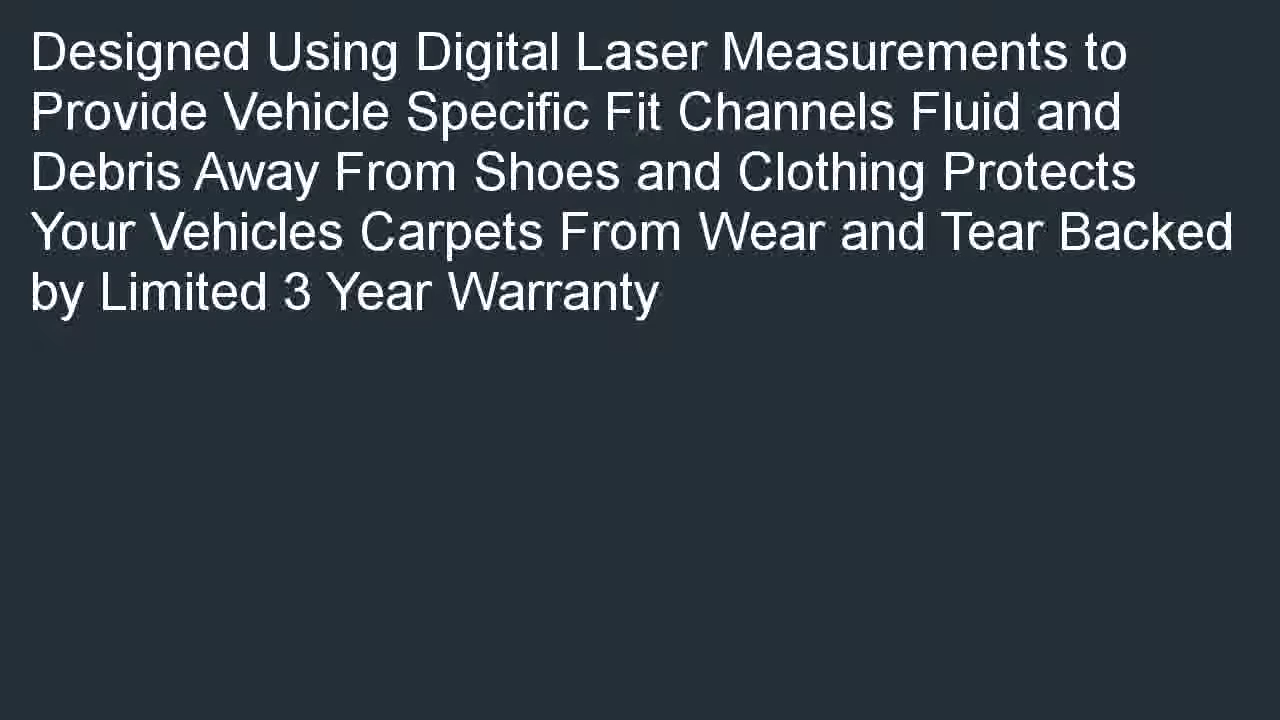 Designed Using Digital Laser Measurements to
Provide Vehicle Specific Fit Channels Fluid and
Debris Away From Shoes and Clothing Protects
Your Vehicles Carpets From Wear and Tear Backed
by Limited 3 Year Warranty